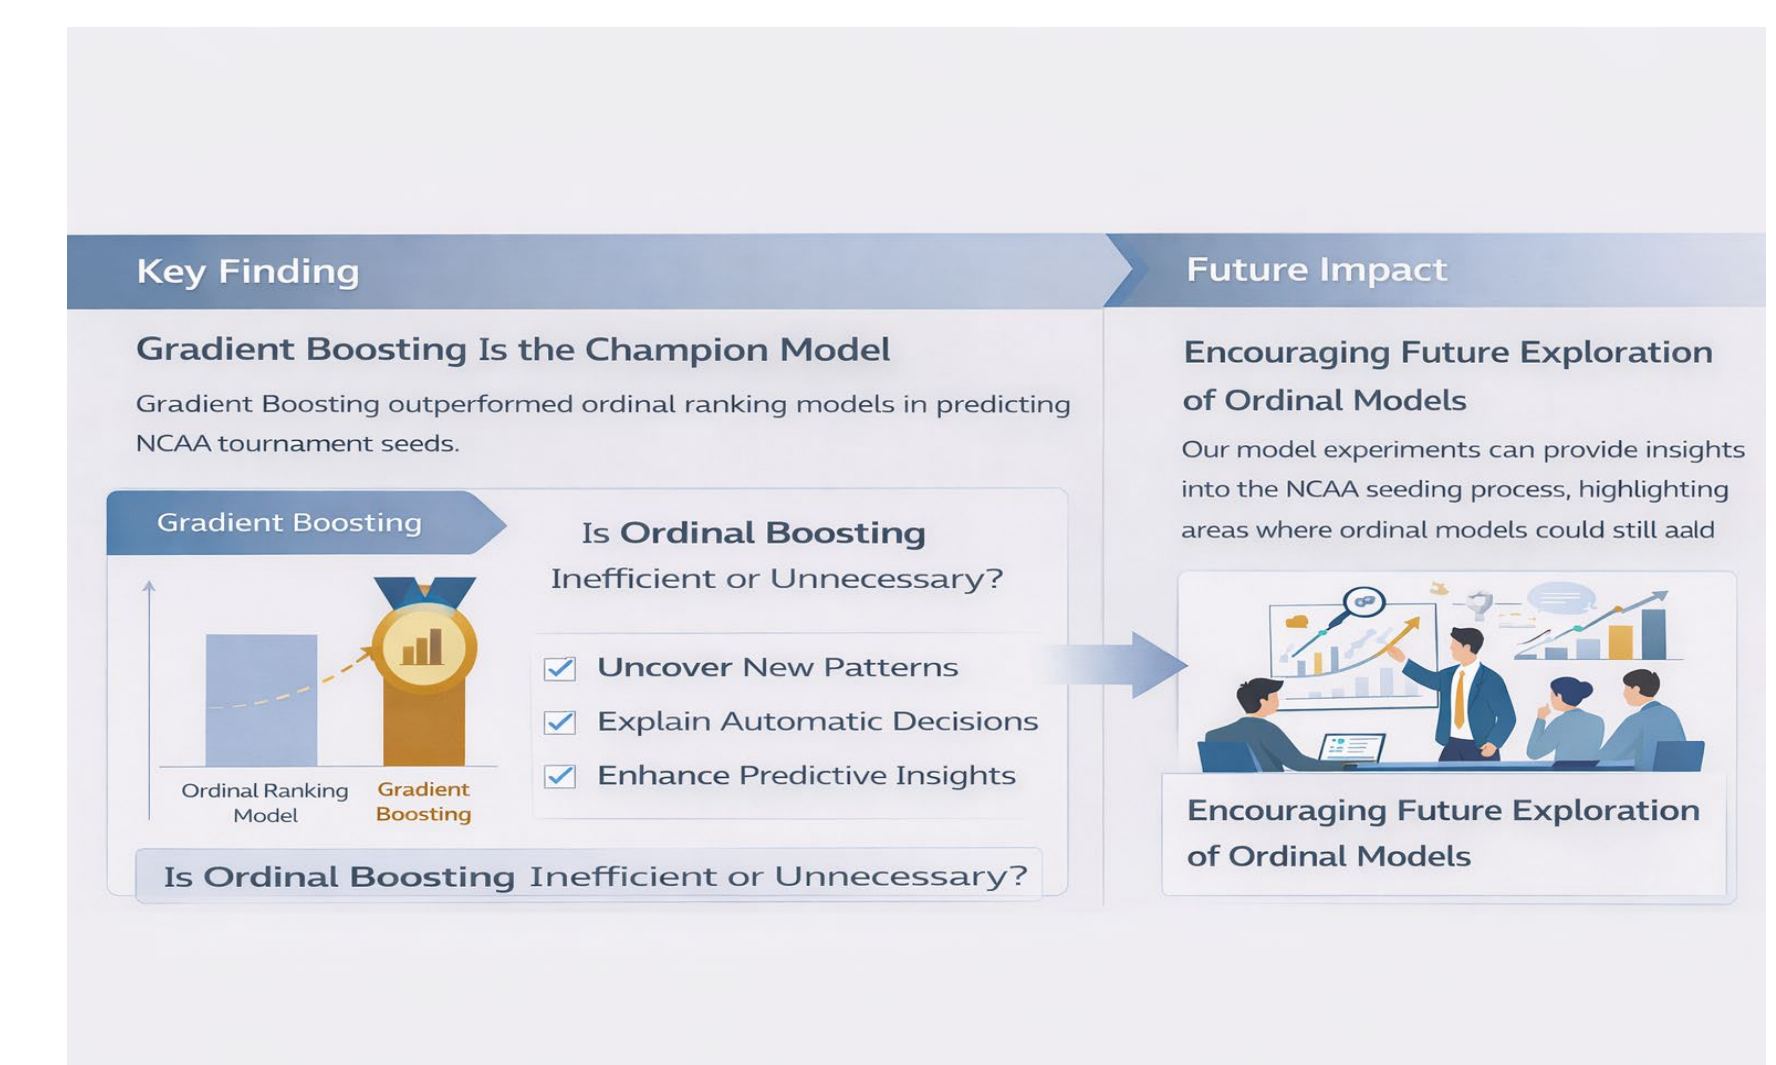 Key Finding
Gradient Boosting Is the Champion Model
Gradient Boosting outperformed ordinal ranking models in predicting
NCAA tournament seeds.
Gradient Boosting
Ordinal Ranking
Model
Gradient
Boosting
Is Ordinal Boosting
Inefficient or Unnecessary?
Uncover New Patterns
Explain Automatic Decisions
Enhance Predictive Insights
Is Ordinal Boosting Inefficient or Unnecessary?
Future Impact
Encouraging Future Exploration
of Ordinal Models
Our model experiments can provide insights
into the NCAA seeding process, highlighting
areas where ordinal models could still aald
Encouraging Future Exploration
of Ordinal Models